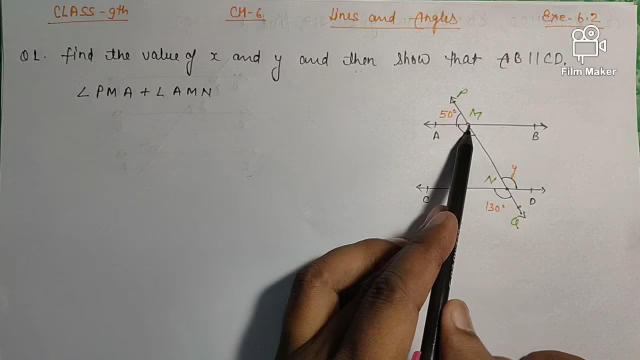 CLASS-9th CH-6. Lines and Angles Exe-6.2
Q1. Find the value of x and y and then show that AB||CD.
Film Maker
∠PMA + ∠AMN
P
50° M
A B
N y
C D
130° Q